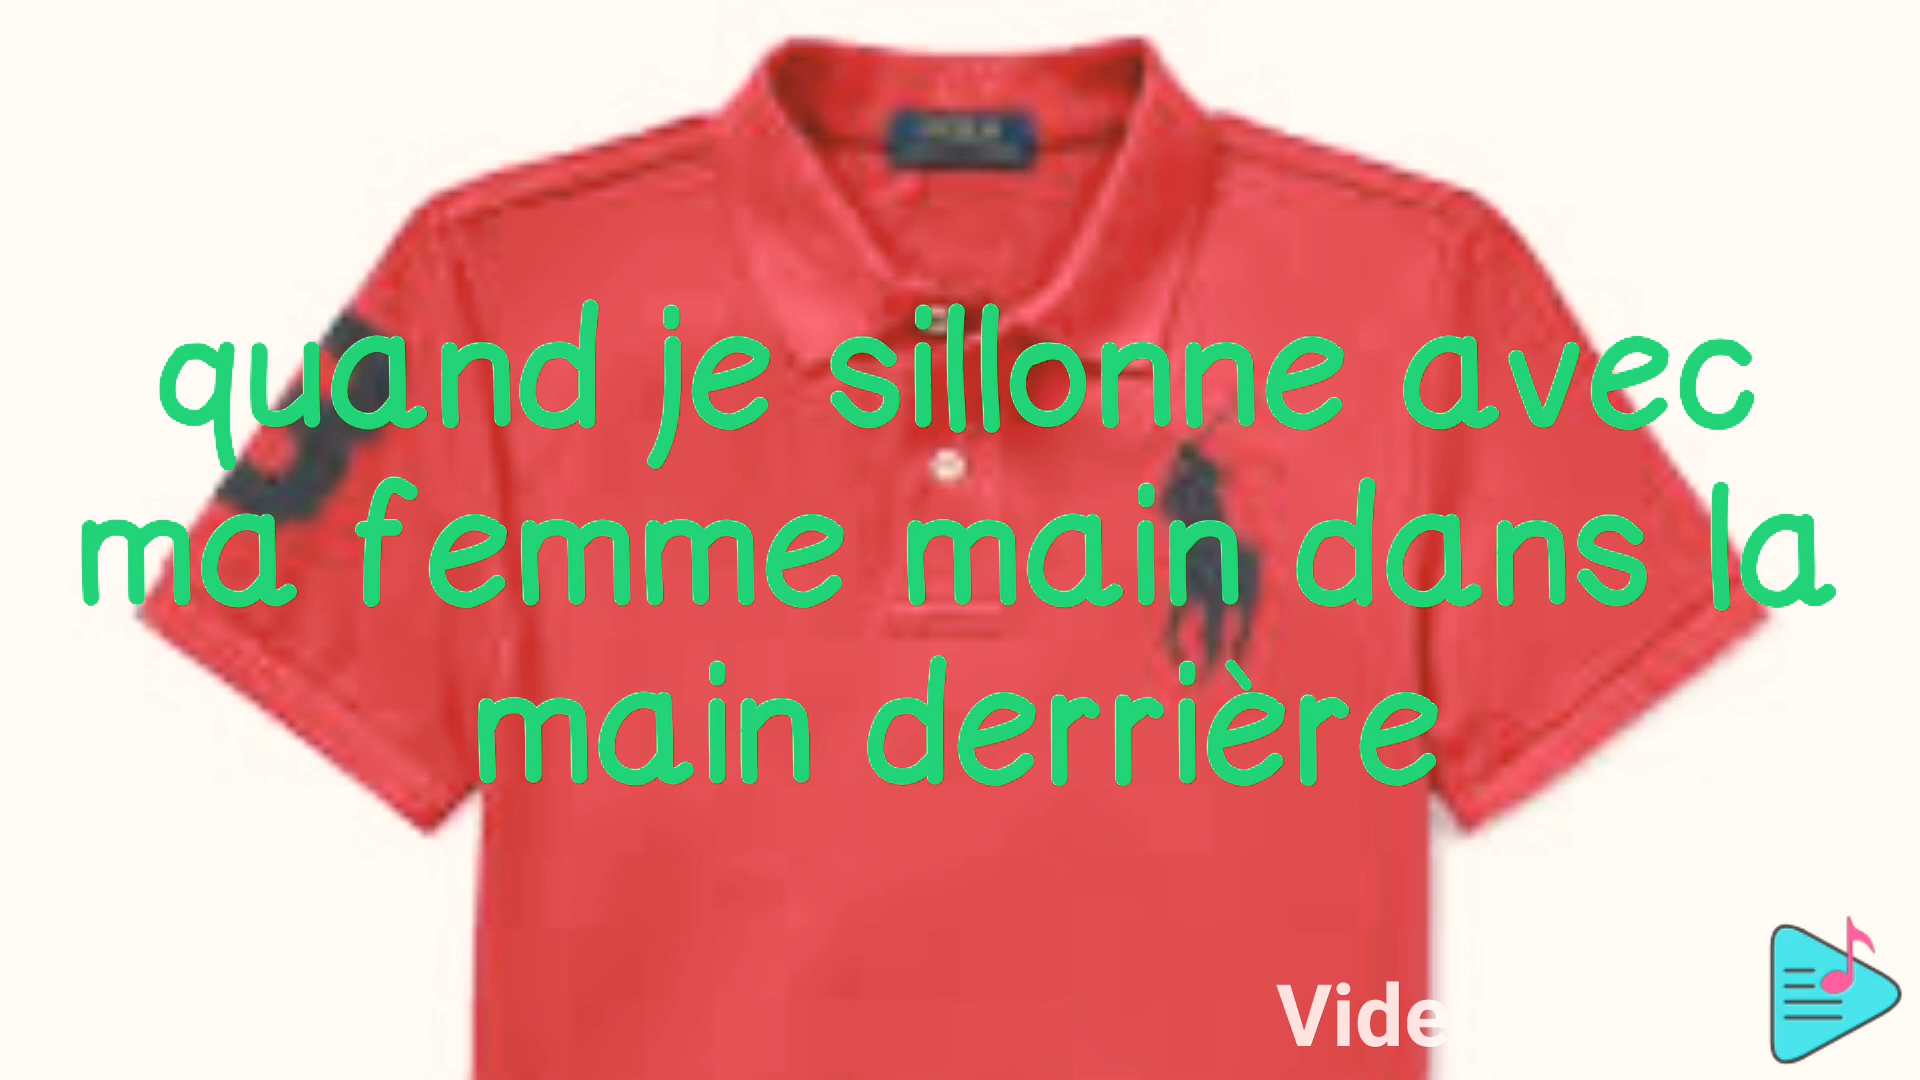 quand je sillonne avec
ma femme main dans la
main derrière
Vide